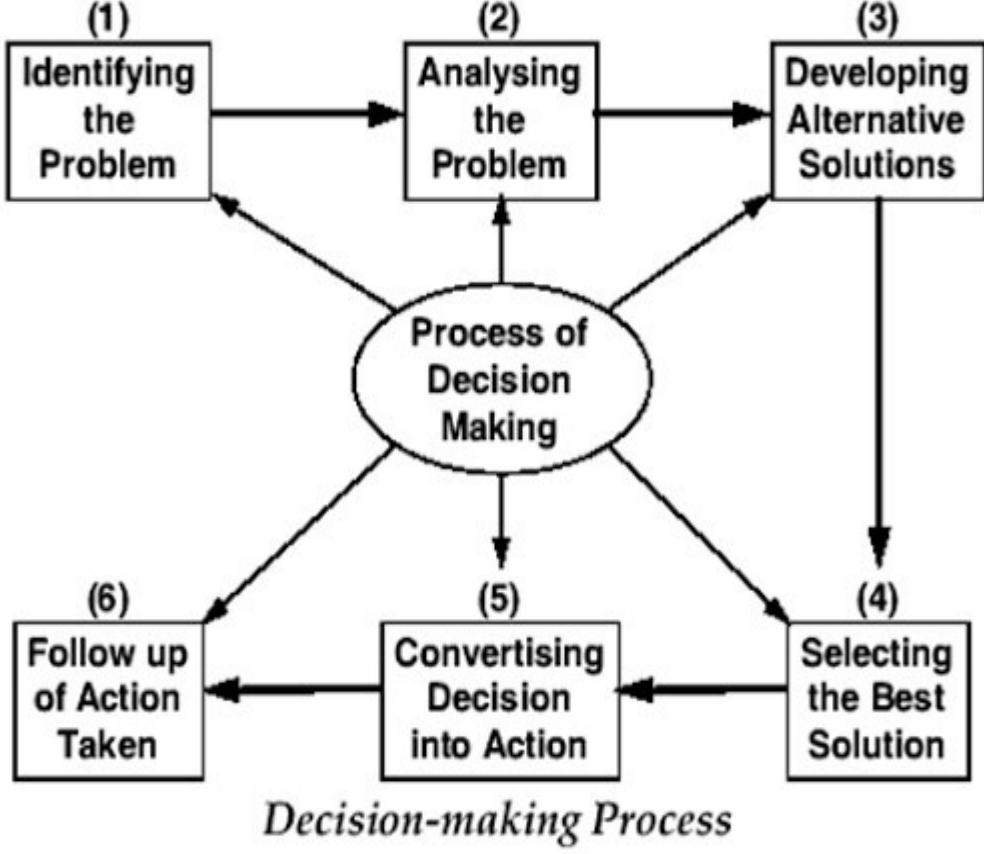 (1)
Identifying
the
Problem
(2)
Analysing
the
Problem
(3)
Developing
Alternative
Solutions
Process of
Decision
Making
(6)
Follow up
of Action
Taken
(5)
Convertising
Decision
into Action
(4)
Selecting
the Best
Solution
Decision-making Process